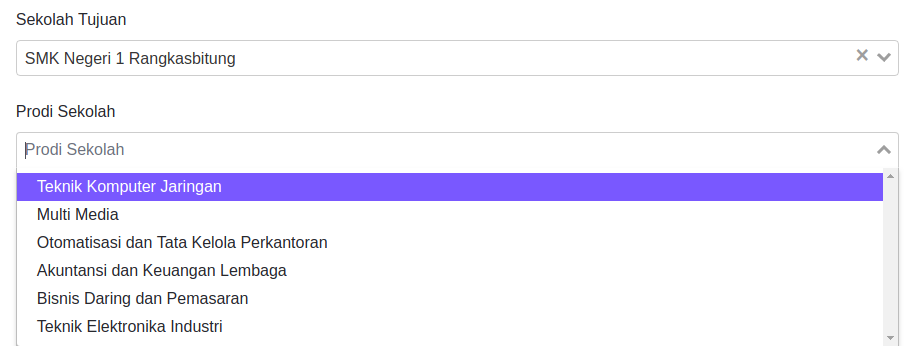 Sekolah Tujuan
SMK Negeri 1 Rangkasbitung
Prodi Sekolah
Prodi Sekolah
Teknik Komputer Jaringan
Multi Media
Otomatisasi dan Tata Kelola Perkantoran
Akuntansi dan Keuangan Lembaga
Bisnis Daring dan Pemasaran
Teknik Elektronika Industri